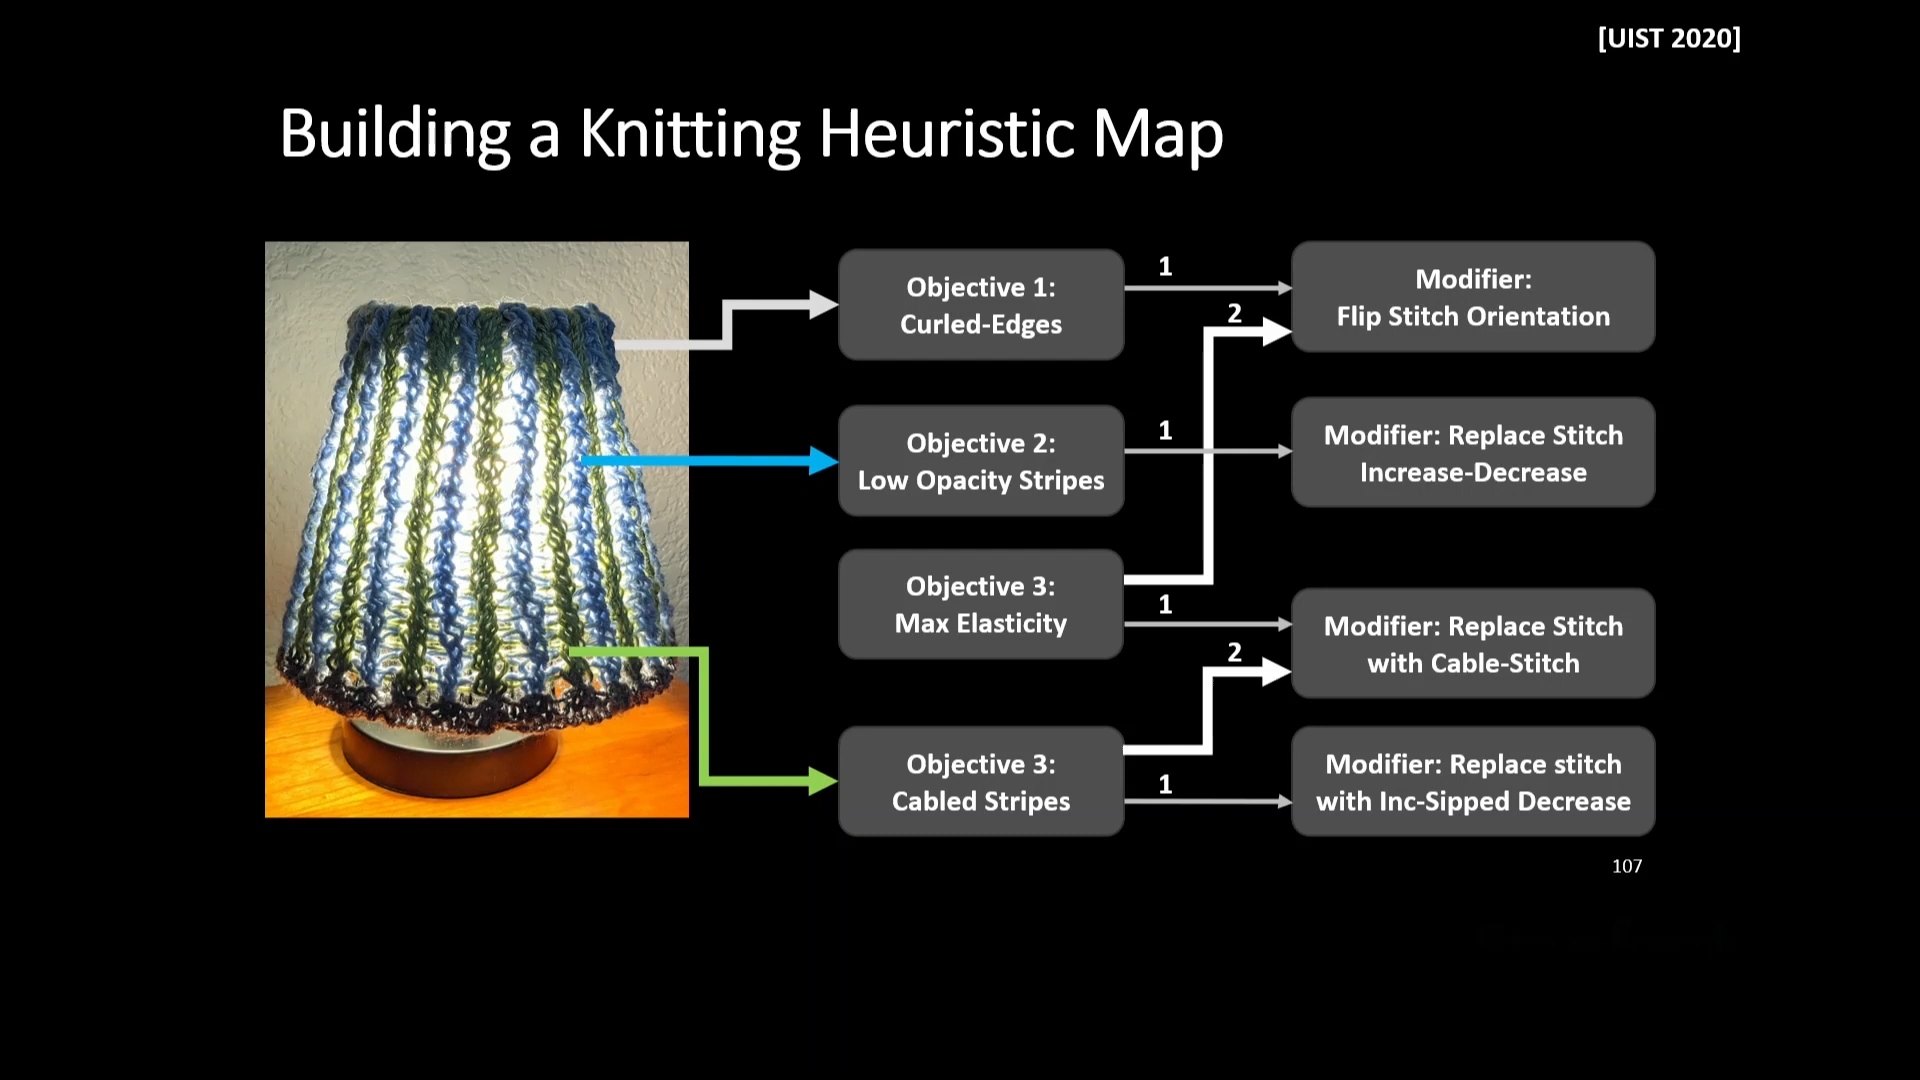 [UIST 2020]
Building a Knitting Heuristic Map
Objective 1:
Curled-Edges
1
2
Modifier:
Flip Stitch Orientation
Objective 2:
Low Opacity Stripes
1
Modifier: Replace Stitch
Increase-Decrease
Objective 3:
Max Elasticity
1
2
Modifier: Replace Stitch
with Cable-Stitch
Objective 3:
Cabled Stripes
1
Modifier: Replace stitch
with Inc-Sipped Decrease
107